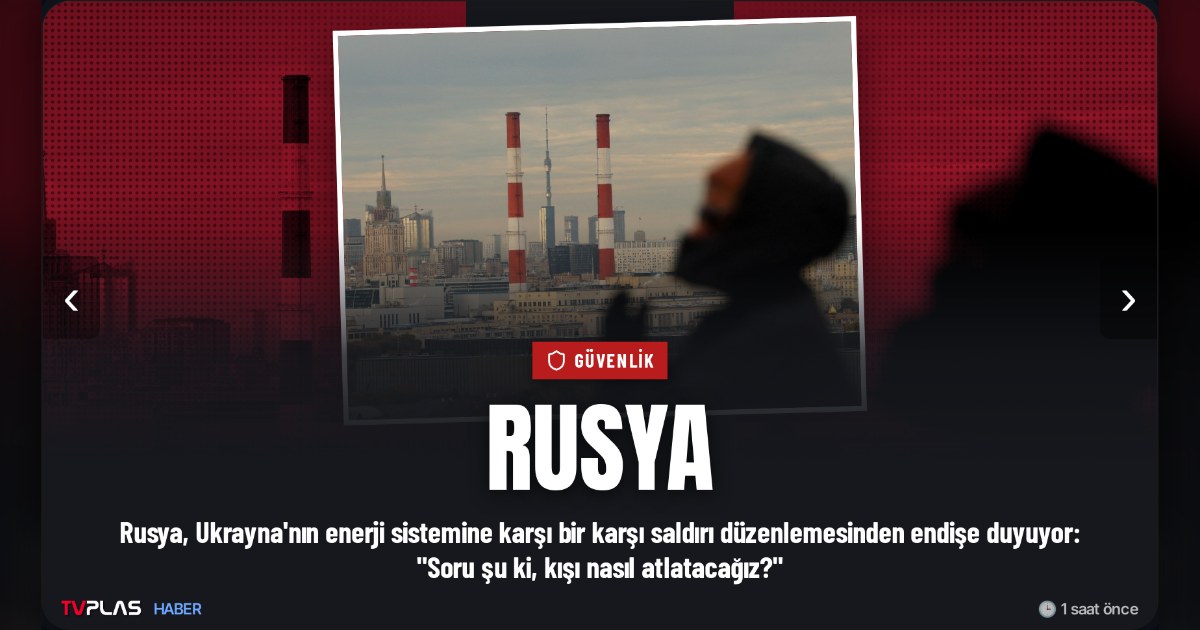 GÜVENLİK
RUSYA
Rusya, Ukrayna'nın enerji sistemine karşı bir karşı saldırı düzenlemesinden endişe duyuyor:
"Soru şu ki, kışı nasıl atlatacağız?"
TVPLAS HABER
1 saat önce